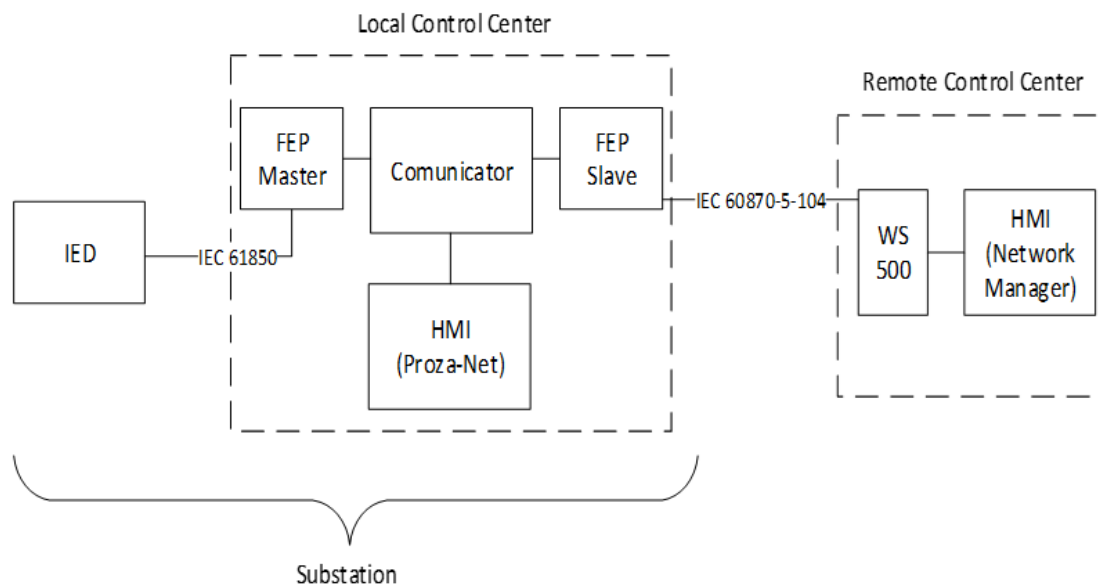 Local Control Center
Remote Control Center
FEP
Master
Comunicator
FEP
Slave
IED
IEC 61850
IEC 60870-5-104
WS
500
HMI
(Network
Manager)
HMI
(Proza-Net)
Substation